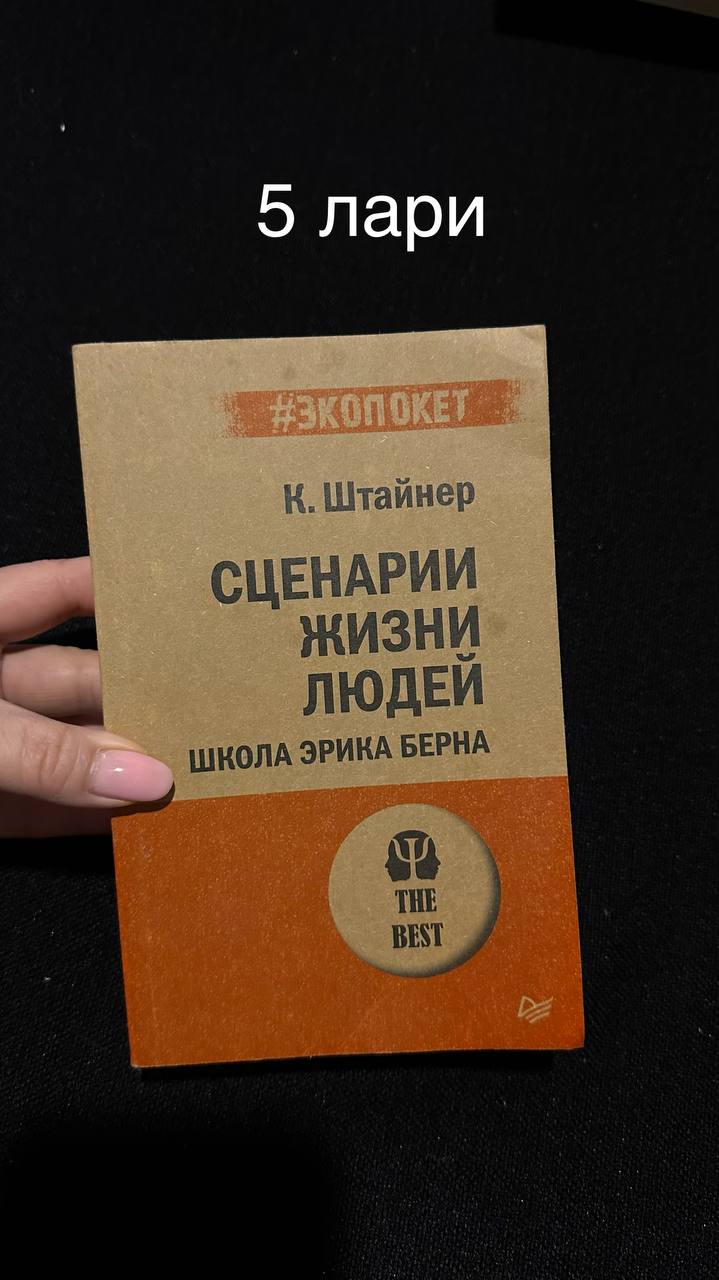 5 лари
#ЭКОПОКЕТ
К. Штайнер
СЦЕНАРИИ
ЖИЗНИ
ЛЮДЕЙ
ШКОЛА ЭРИКА БЕРНА
THE
BEST